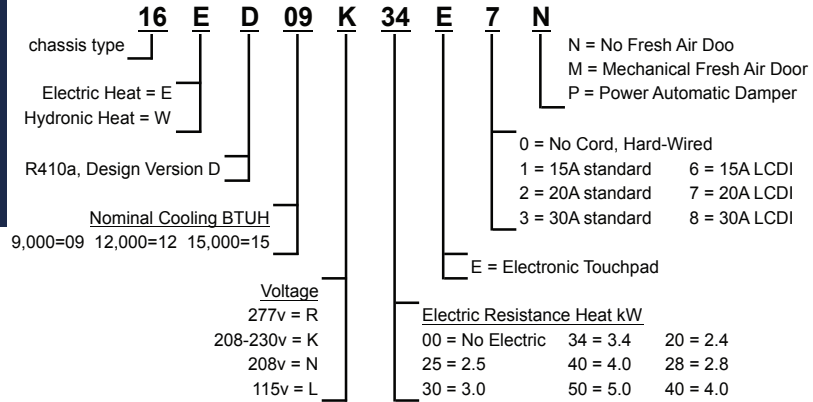 16 E D 09 K 34 E 7 N
chassis type
Electric Heat = E
Hydronic Heat = W
R410a, Design Version D
Nominal Cooling BTUH
9,000=09 12,000=12 15,000=15
Voltage
277v = R
208-230v = K
208v = N
115v = L
N = No Fresh Air Doo
M = Mechanical Fresh Air Door
P = Power Automatic Damper
0 = No Cord, Hard-Wired
1 = 15A standard 6 = 15A LCDI
2 = 20A standard 7 = 20A LCDI
3 = 30A standard 8 = 30A LCDI
E = Electronic Touchpad
Electric Resistance Heat kW
00 = No Electric 34 = 3.4 20 = 2.4
25 = 2.5 40 = 4.0 28 = 2.8
30 = 3.0 50 = 5.0 40 = 4.0